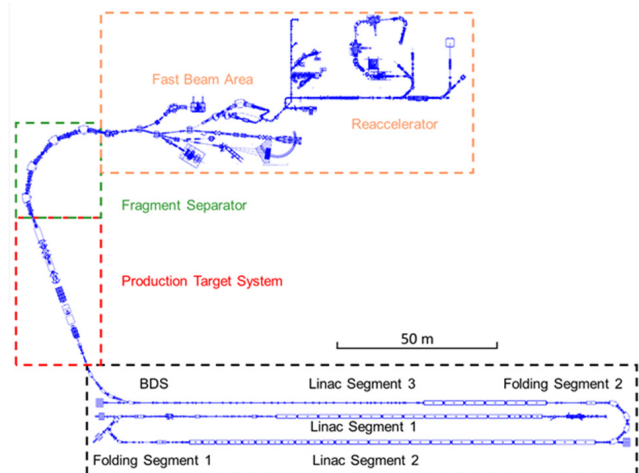 Fast Beam Area
Reaccelerator
Fragment Separator
Production Target System
50 m
BDS
Linac Segment 3
Folding Segment 2
Linac Segment 1
Folding Segment 1
Linac Segment 2